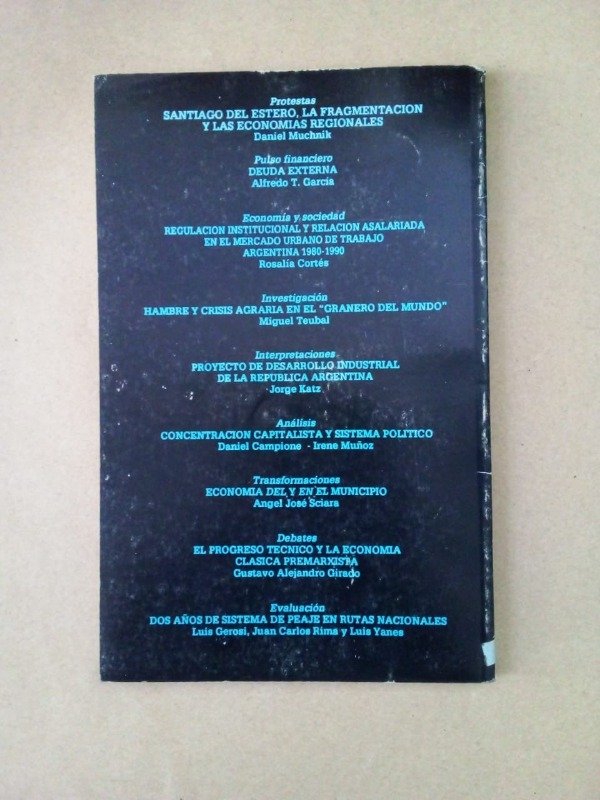 Protestas
SANTIAGO DEL ESTERO, LA FRAGMENTACION
Y LAS ECONOMIAS REGIONALES
Daniel Muchnik
Pulso financiero
DEUDA EXTERNA
Alfredo T. García
Economía y sociedad
REGULACION INSTITUCIONAL Y RELACION ASALARIADA
EN EL MERCADO URBANO DE TRABAJO
ARGENTINA 1980-1990
Rosalía Cortés
Investigación
HAMBRE Y CRISIS AGRARIA EN EL "GRANERO DEL MUNDO"
Miguel Teubal
Interpretaciones
PROYECTO DE DESARROLLO INDUSTRIAL
DE LA REPUBLICA ARGENTINA
Jorge Katz
Análisis
CONCENTRACION CAPITALISTA Y SISTEMA POLITICO
Daniel Campione - Irene Muñoz
Transformaciones
ECONOMIA DEL Y EN EL MUNICIPIO
Angel José Sciara
Debates
EL PROGRESO TECNICO Y LA ECONOMIA
CLASICA PREMARXISTA
Gustavo Alejandro Girado
Evaluación
DOS AÑOS DE SISTEMA DE PEAJE EN RUTAS NACIONALES
Luis Gerosi, Juan Carlos Rima y Luis Yanes